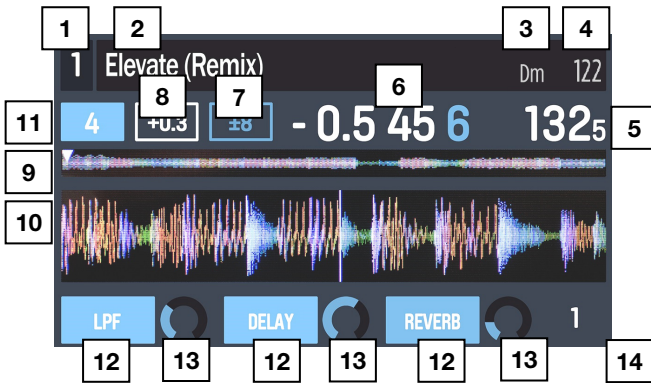 1 2 3 4
1 Elevate (Remix) Dm 122
8 7 6
11 4 +0.3 ±8 - 0.5 45 6 1325 5
9
10
LPF DELAY REVERB 1
12 13 12 13 12 13 14